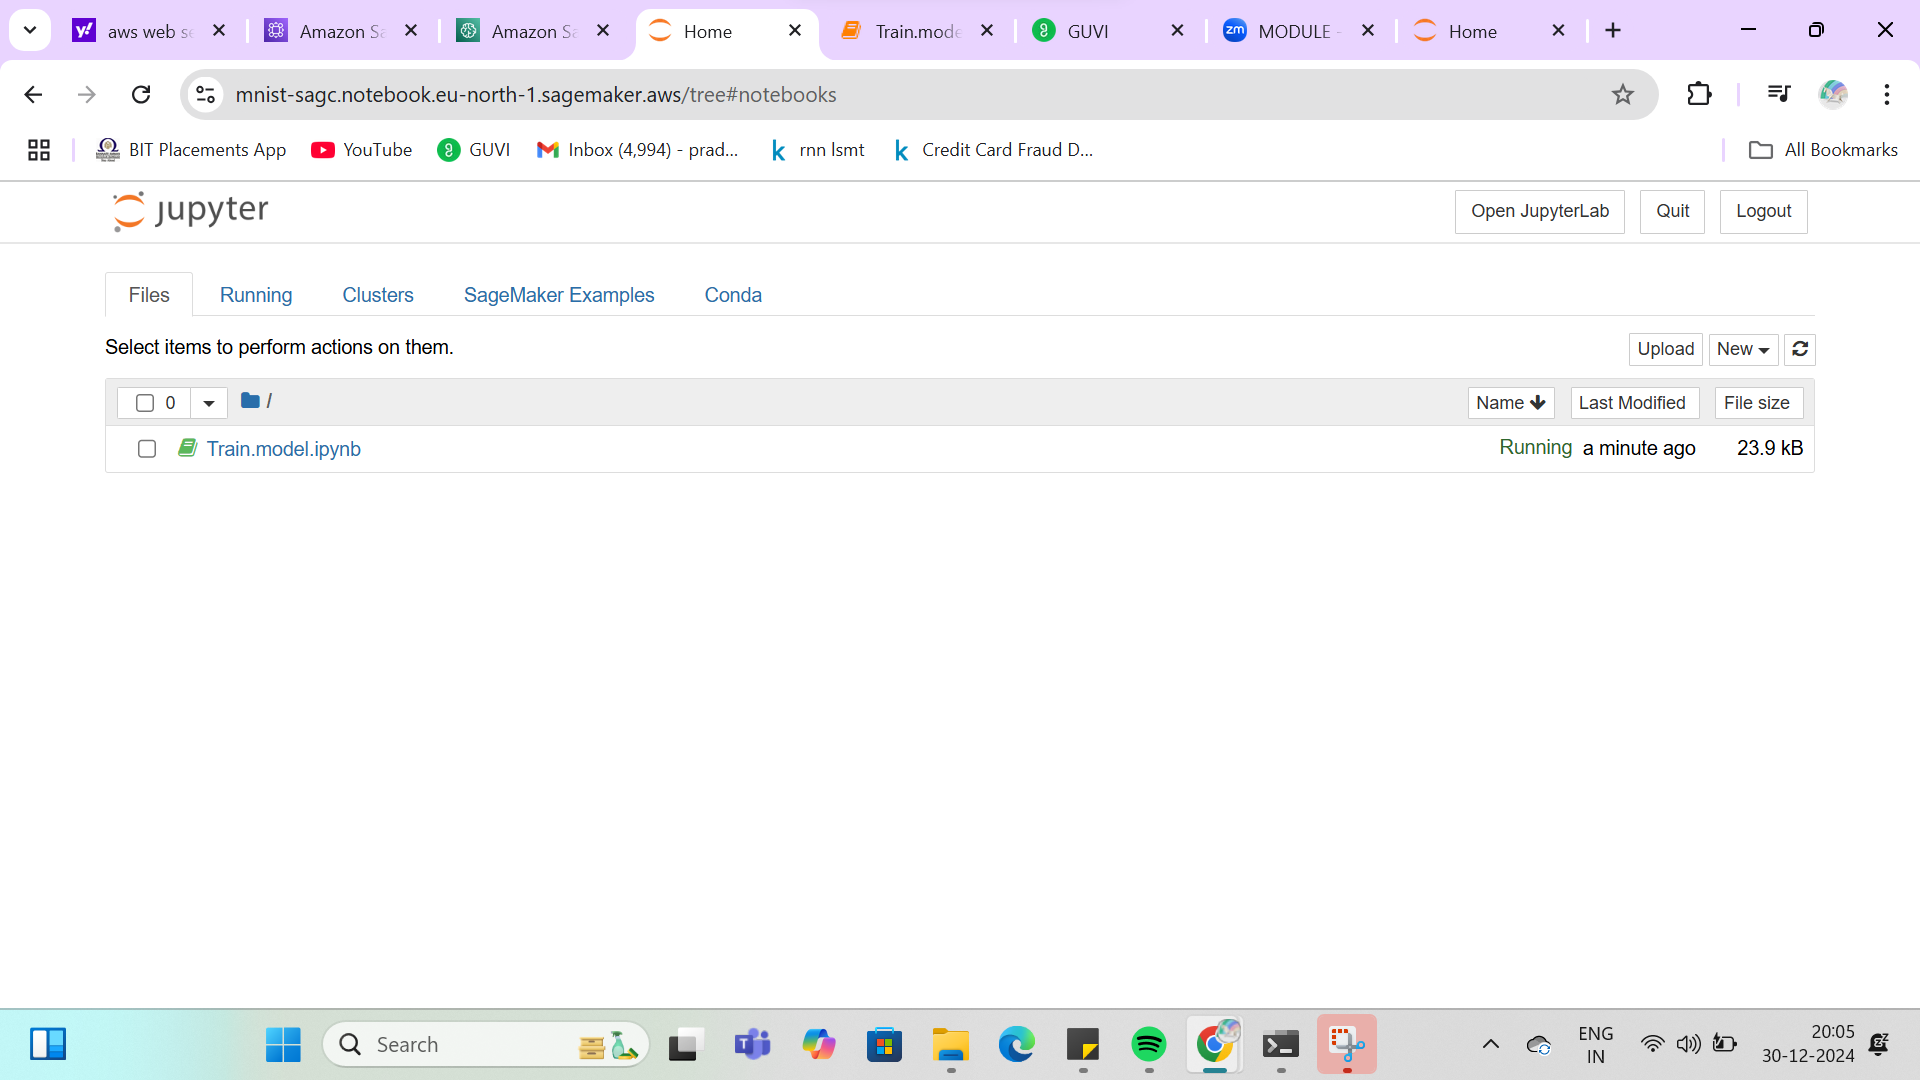 aws web se
Amazon Sa
Amazon Sa
Home
Train.mode
GUVI
MODULE -
Home
mnist-sagc.notebook.eu-north-1.sagemaker.aws/tree#notebooks
BIT Placements App
YouTube
GUVI
Inbox (4,994) - prad...
rnn lsmt
Credit Card Fraud D...
All Bookmarks
jupyter
Open JupyterLab
Quit
Logout
Files
Running
Clusters
SageMaker Examples
Conda
Select items to perform actions on them.
Upload
New
0
/
Name
Last Modified
File size
Train.model.ipynb
Running
a minute ago
23.9 kB
Search
ENG
IN
20:05
30-12-2024